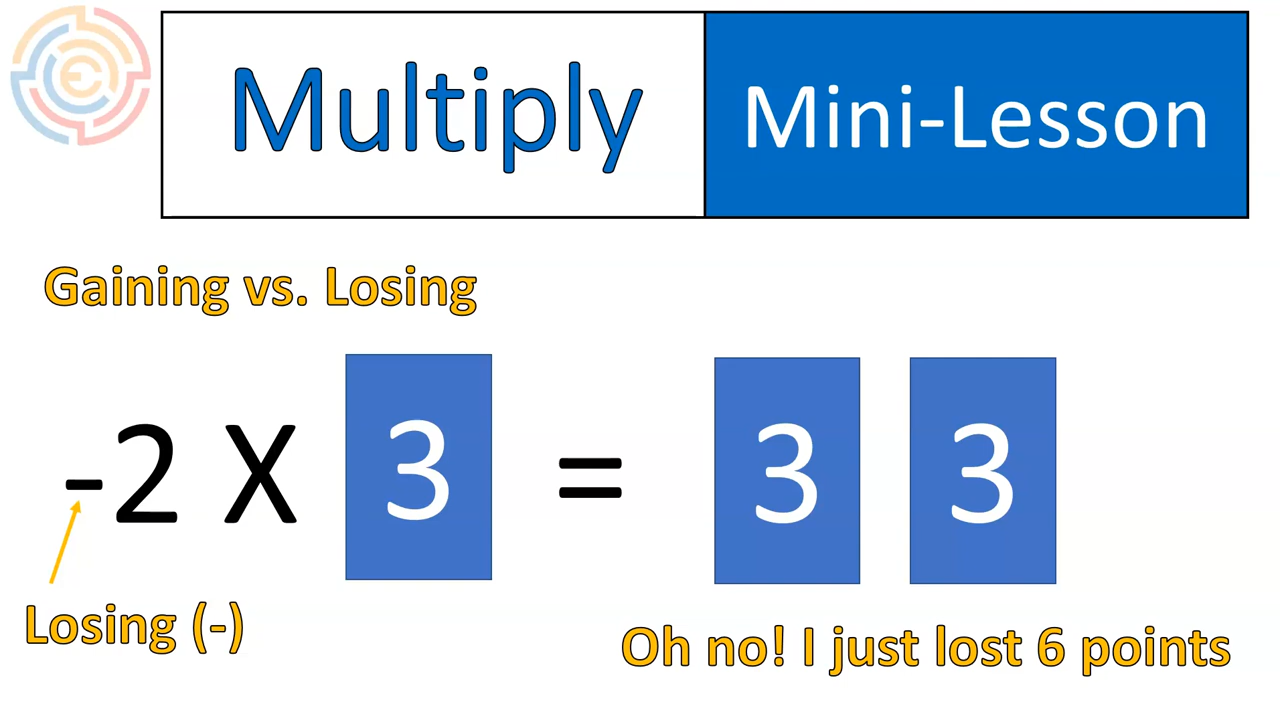 Multiply Mini-Lesson
Gaining vs. Losing
-2 X 3 = 3 3
Losing (-)
Oh no! I just lost 6 points